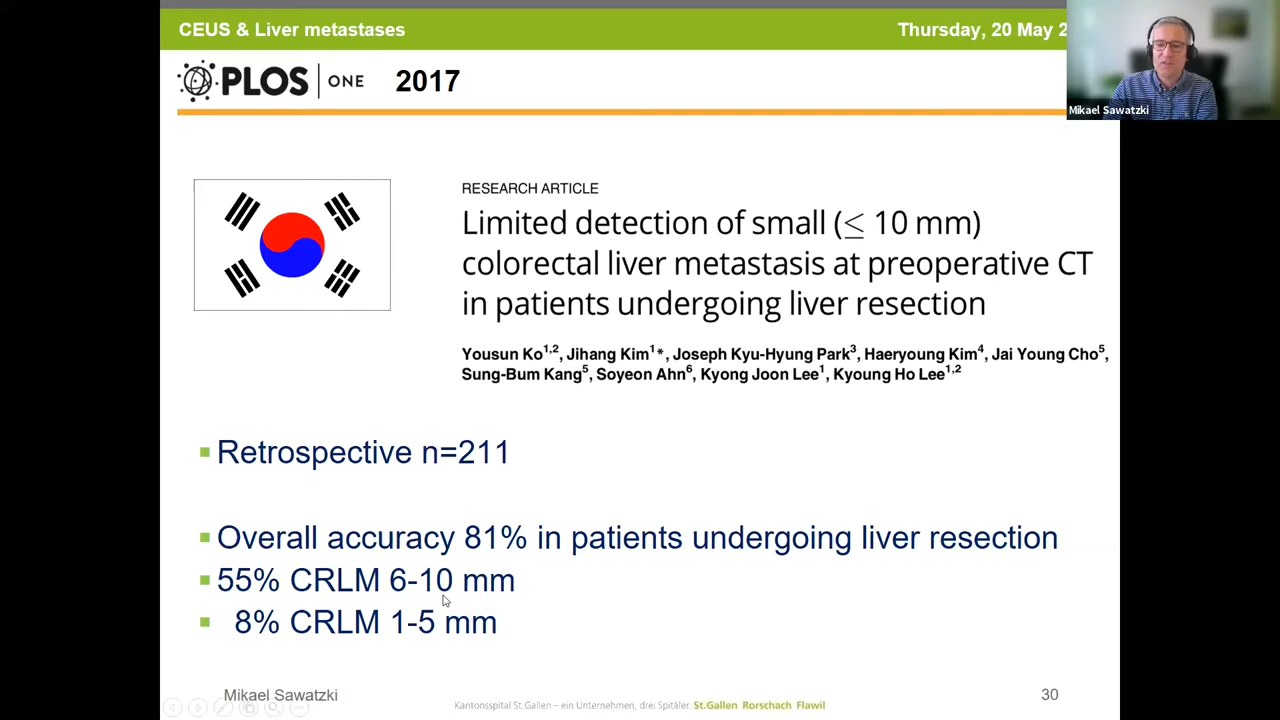 CEUS & Liver metastases
Thursday, 20 May 2
Mikael Sawatzki
PLOS ONE 2017
RESEARCH ARTICLE
Limited detection of small (≤ 10 mm)
colorectal liver metastasis at preoperative CT
in patients undergoing liver resection
Yousun Ko1,2, Jihang Kim1*, Joseph Kyu-Hyung Park3, Haeryoung Kim4, Jai Young Cho5,
Sung-Bum Kang5, Soyeon Ahn6, Kyong Joon Lee1, Kyoung Ho Lee1,2
Retrospective n=211
Overall accuracy 81% in patients undergoing liver resection
55% CRLM 6-10 mm
8% CRLM 1-5 mm
Mikael Sawatzki
Kantonsspital St.Gallen – ein Unternehmen, drei Spitäler. St.Gallen Rorschach Flawil
30